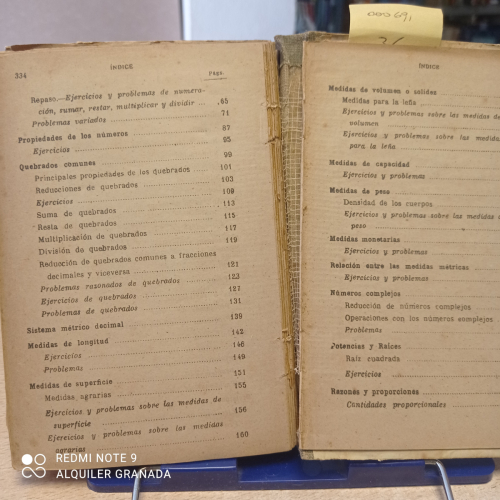 334
ÍNDICE
Págs.
Repaso.—Ejercicios y problemas de numera-
ción, sumar, restar, multiplicar y dividir ... 65
Problemas variados ... 71
Propiedades de los números ... 87
Ejercicios ... 95
Quebrados comunes ... 99
Principales propiedades de los quebrados ... 101
Reducciones de quebrados ... 103
Ejercicios ... 109
Suma de quebrados ... 113
Resta de quebrados ... 115
Multiplicación de quebrados ... 117
División de quebrados ... 119
Reducción de quebrados comunes a fracciones
decimales y viceversa ... 121
Problemas rasonados de quebrados ... 123
Ejercicios de quebrados ... 127
Problemas de quebrados ... 131
Sistema métrico decimal ... 139
Medidas de longitud ... 142
Ejercicios ... 146
Problemas ... 149
Medidas de superficie ... 151
Medidas agrarias ... 155
Ejercicios y problemas sobre las medidas de
superficie ... 156
Ejercicios y problemas sobre las medidas
agrarias ... 160
ÍNDICE
Medidas de volumen o sólidos
Medidas para la leña
Ejercicios y problemas sobre las medidas de
volumen
Ejercicios y problemas sobre las medidas
para la leña
Medidas de capacidad
Ejercicios y problemas
Medidas de peso
Densidad de los cuerpos
Ejercicios y problemas sobre las medidas
peso
Medidas monetarias
Ejercicios y problemas
Relación entre las medidas métricas
Ejercicios y problemas
Números complejos
Reducción de números complejos
Operaciones con los números complejos
Problemas
Potencias y Raíces
Raíz cuadrada
Ejercicios
Razones y proporciones
Cantidades proporcionales
REDMI NOTE 9
ALQUILER GRAÑADA